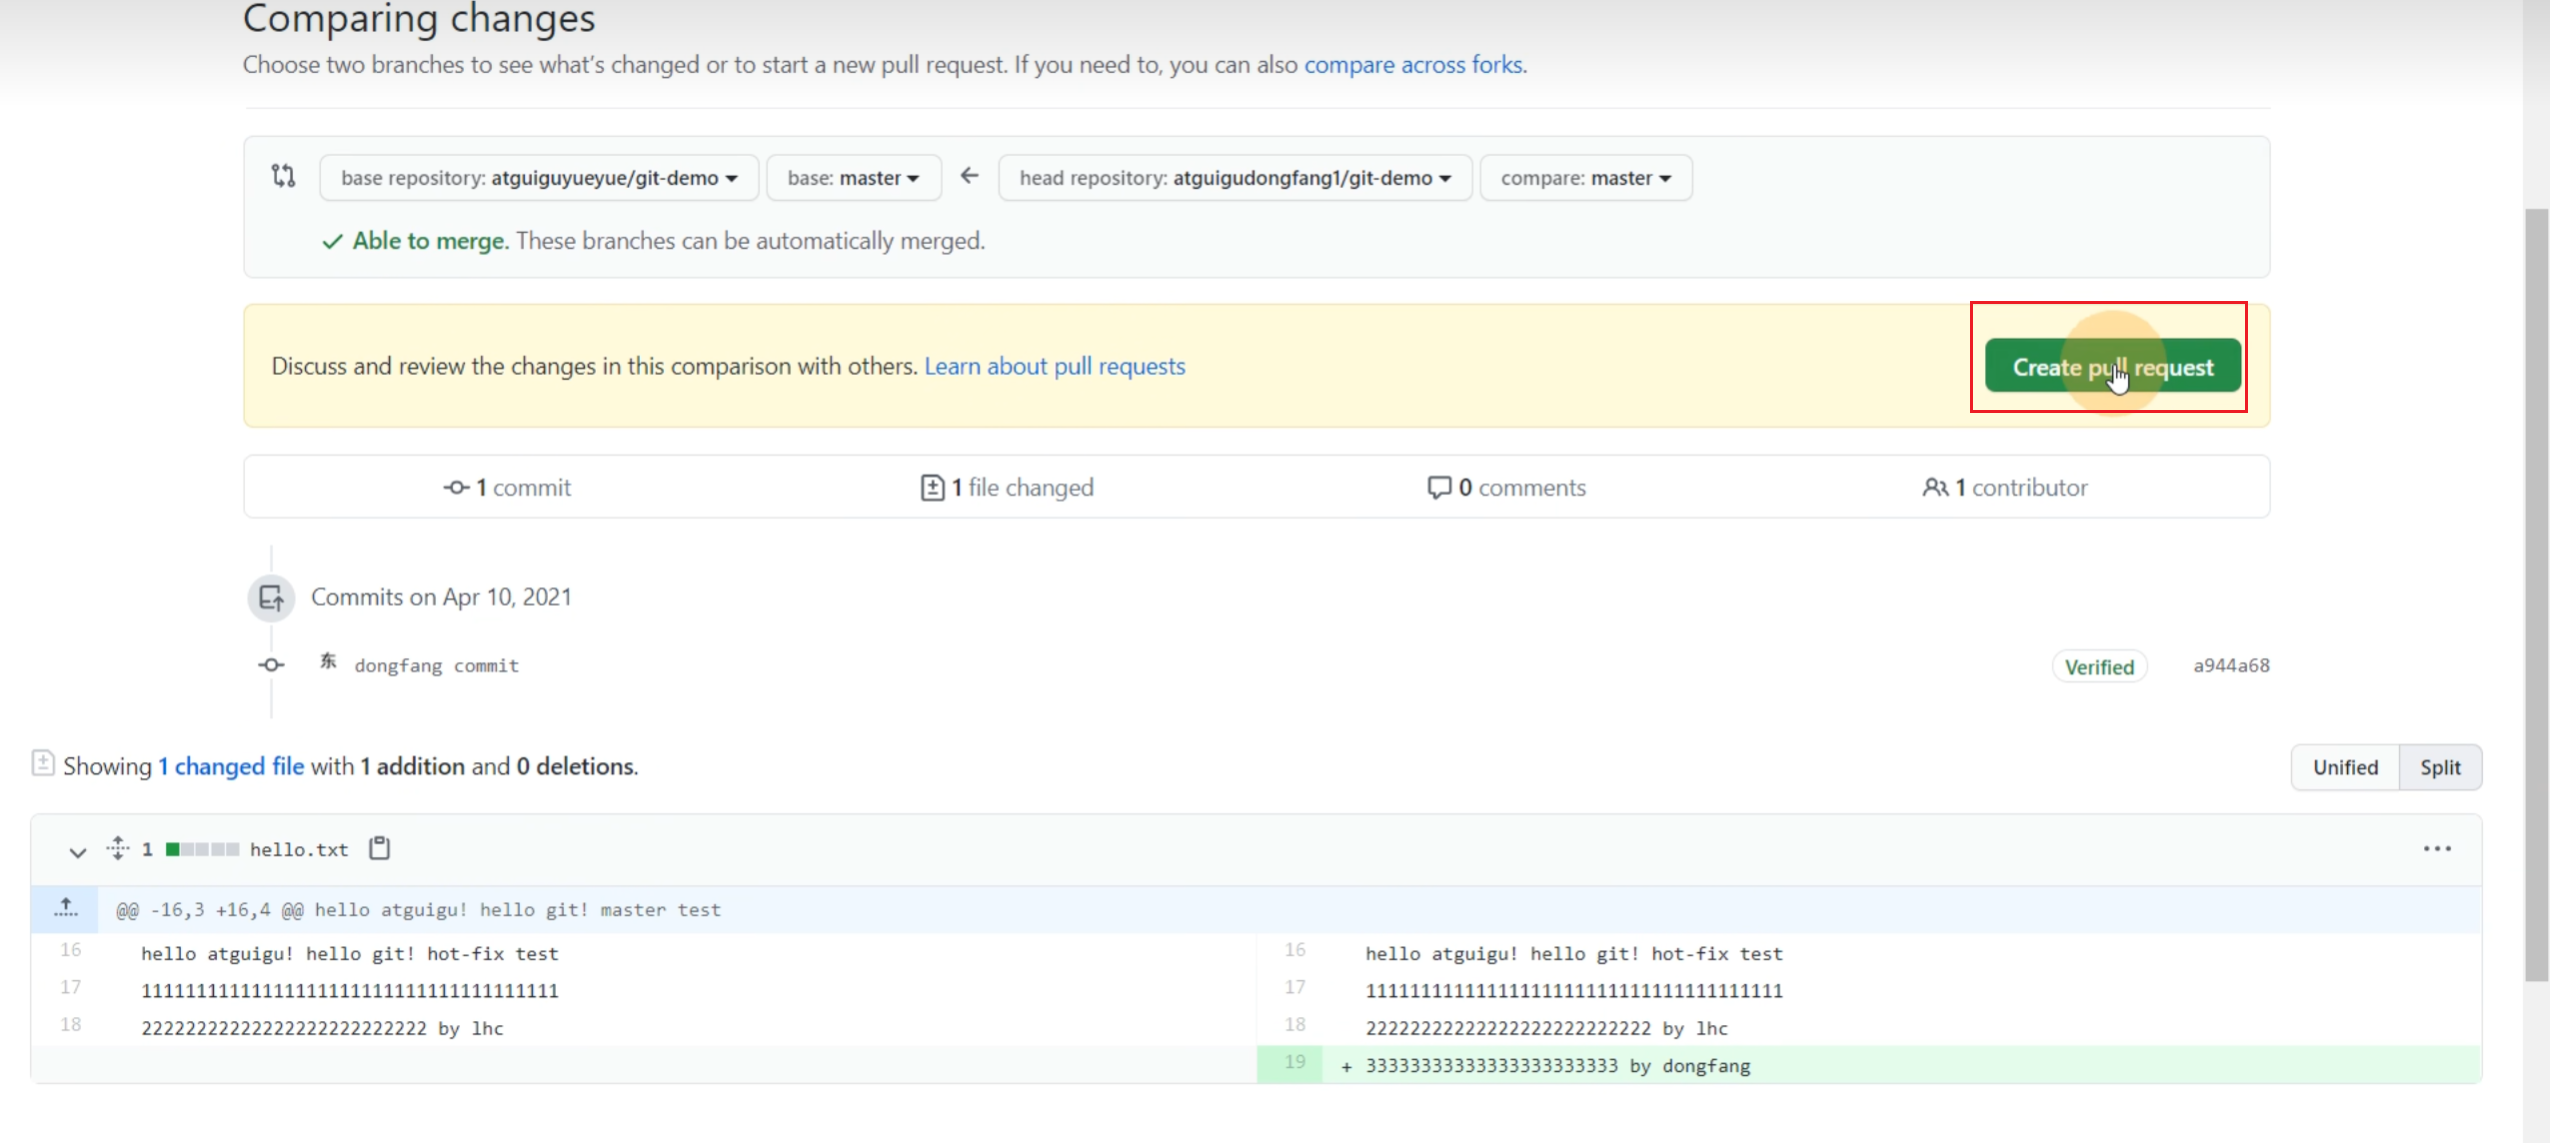 Comparing changes
Choose two branches to see what's changed or to start a new pull request. If you need to, you can also compare across forks.
base repository: atguiguyueyue/git-demo base: master head repository: atguigudongfang1/git-demo compare: master
Able to merge. These branches can be automatically merged.
Discuss and review the changes in this comparison with others. Learn about pull requests Create pull request
1 commit 1 file changed 0 comments 1 contributor
Commits on Apr 10, 2021
东 dongfang commit Verified a944a68
Showing 1 changed file with 1 addition and 0 deletions. Unified Split
1 hello.txt
@@ -16,3 +16,4 @@ hello atguigu! hello git! master test
16 hello atguigu! hello git! hot-fix test 16 hello atguigu! hello git! hot-fix test
17 11111111111111111111111111111111111111 17 11111111111111111111111111111111111111
18 22222222222222222222222222 by lhc 18 22222222222222222222222222 by lhc
19 + 33333333333333333333333 by dongfang